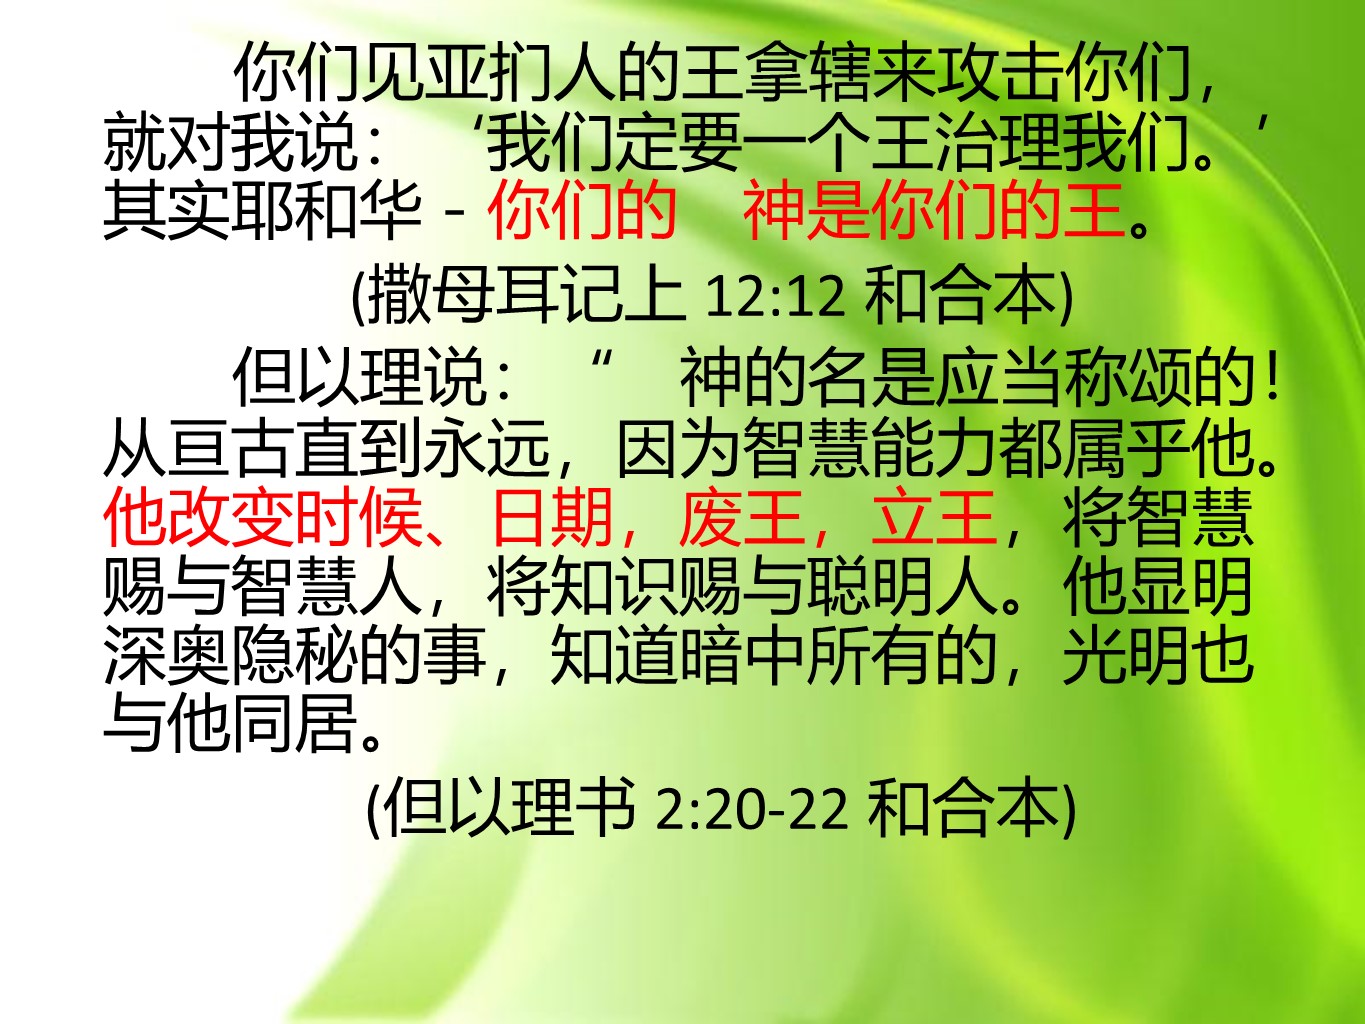 你们见亚扪人的王拿辖来攻击你们，
就对我说：‘我们定要一个王治理我们。’
其实耶和华－你们的　神是你们的王。
(撒母耳记上 12:12 和合本)
但以理说：“　神的名是应当称颂的！
从亘古直到永远，因为智慧能力都属乎他。
他改变时候、日期，废王，立王，将智慧
赐与智慧人，将知识赐与聪明人。他显明
深奥隐秘的事，知道暗中所有的，光明也
与他同居。
(但以理书 2:20-22 和合本)